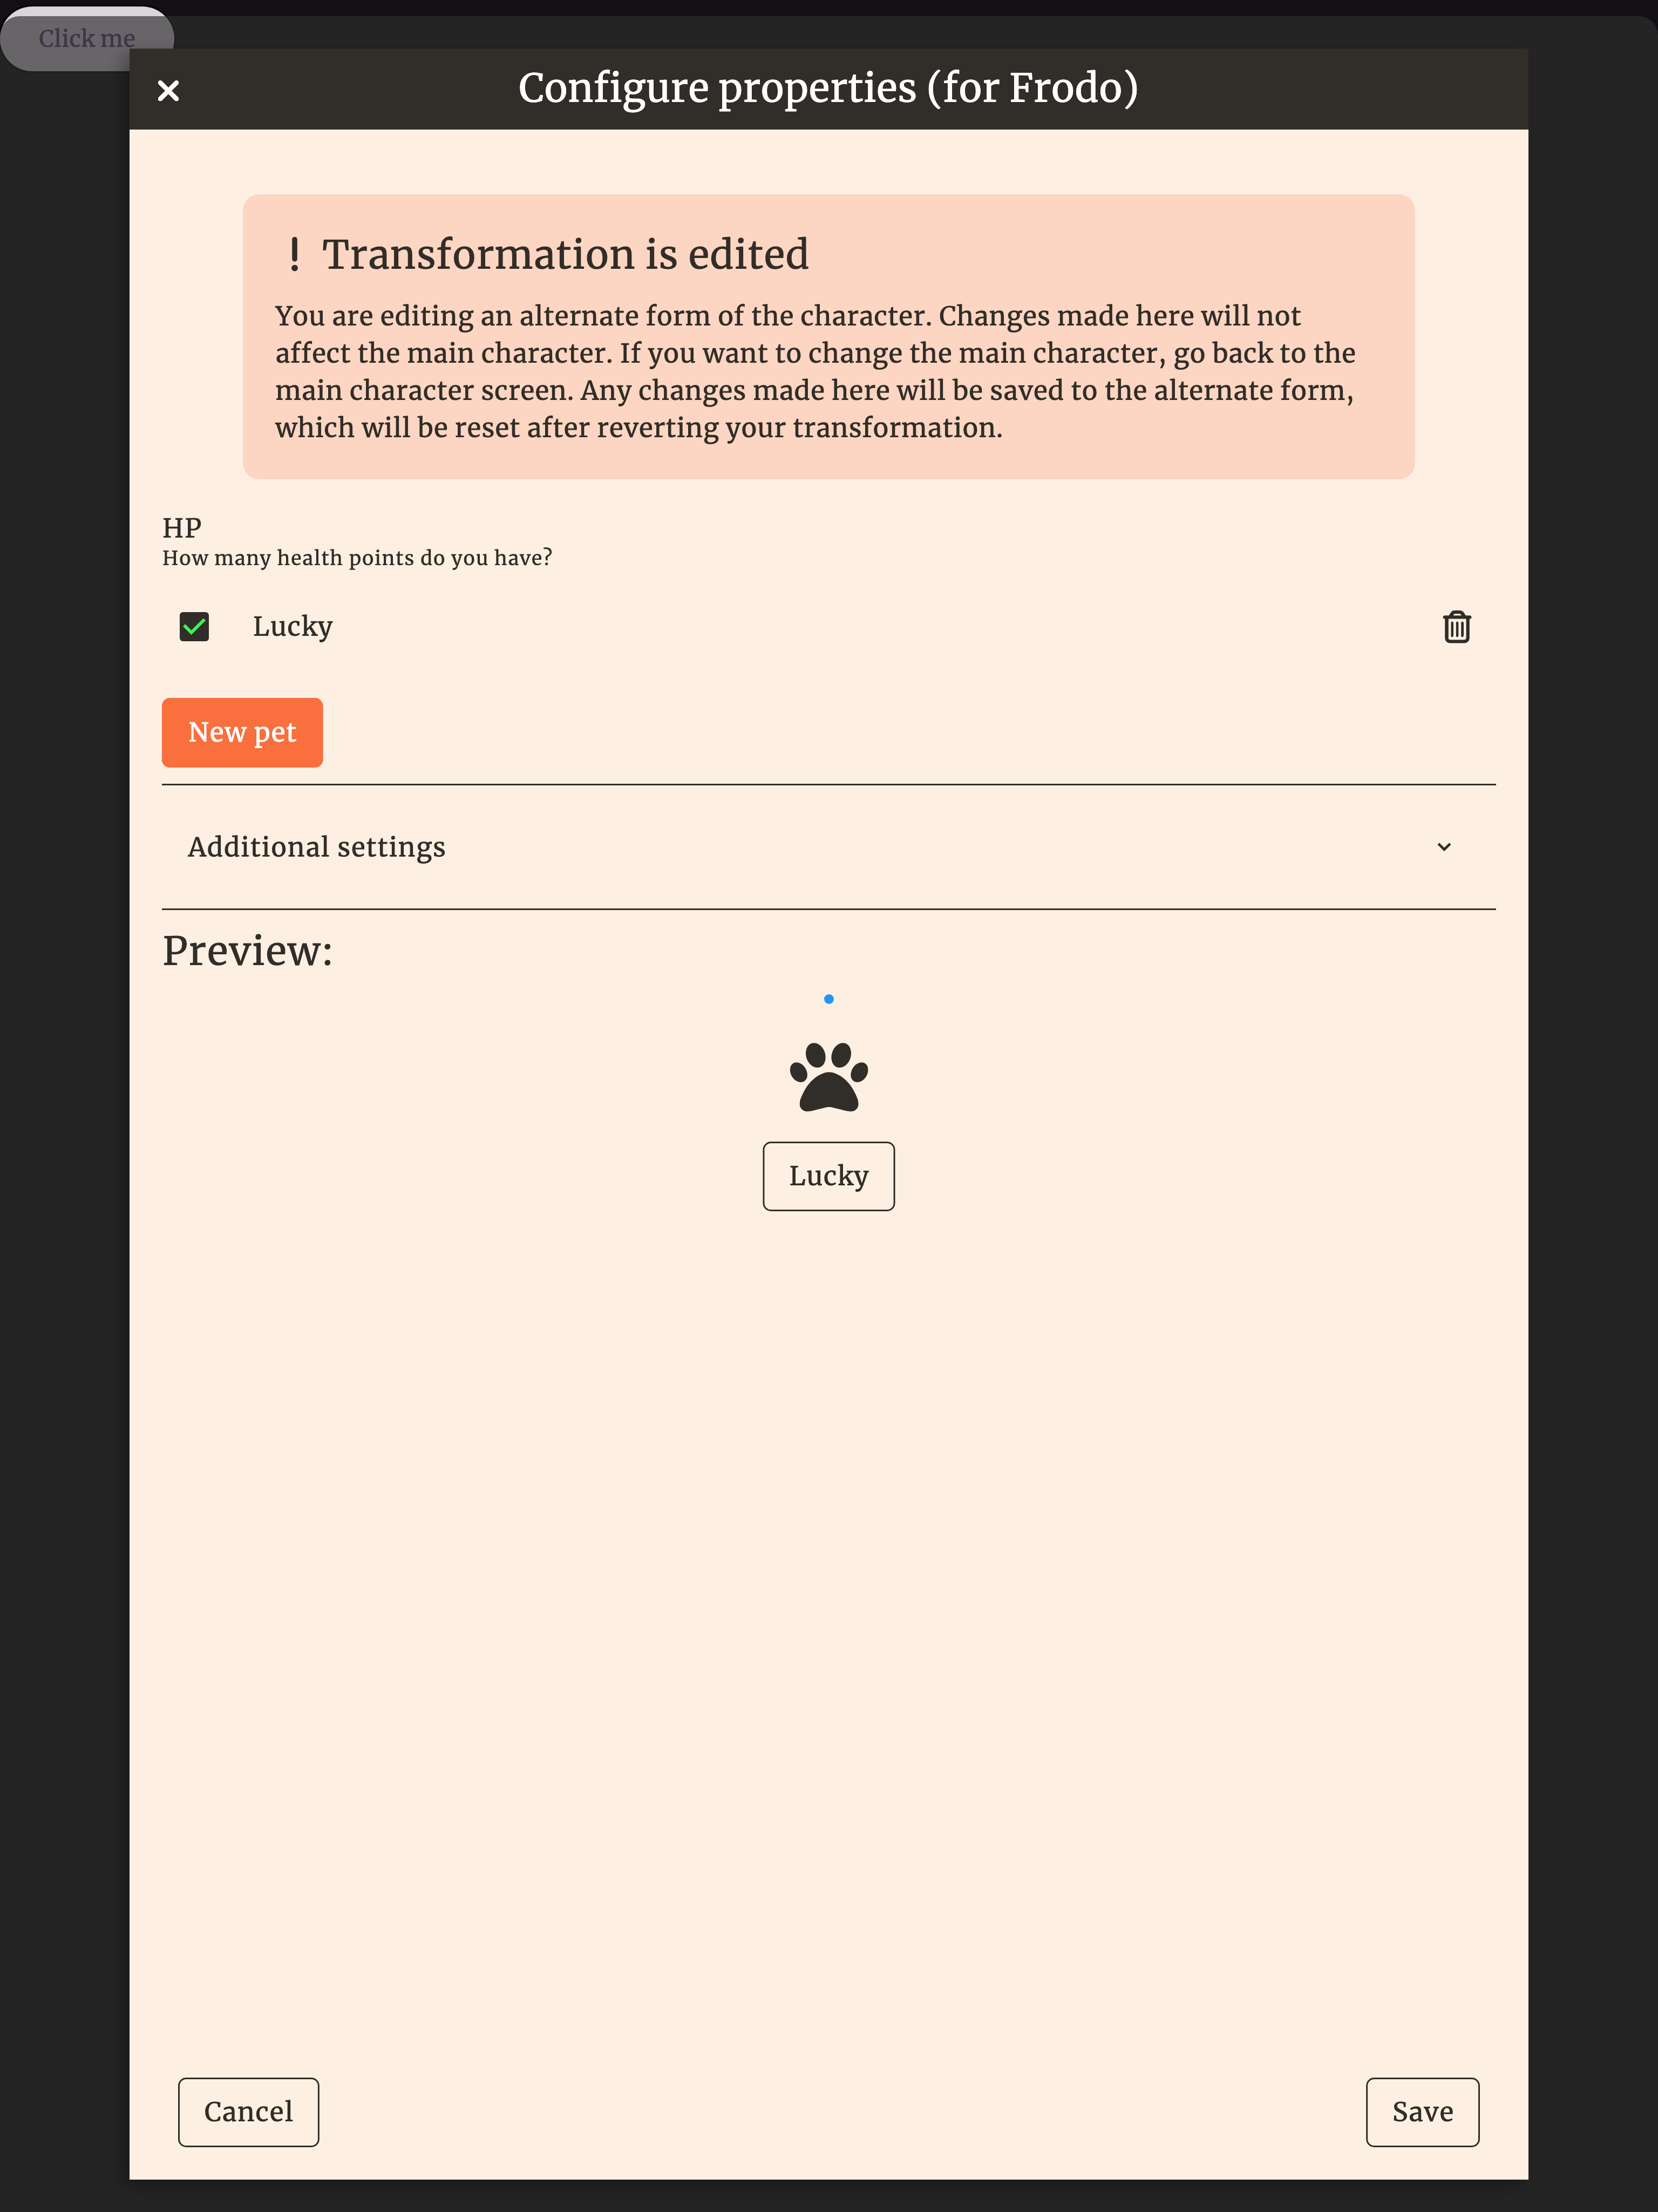 Click me
Configure properties (for Frodo)
! Transformation is edited
You are editing an alternate form of the character. Changes made here will not
affect the main character. If you want to change the main character, go back to the
main character screen. Any changes made here will be saved to the alternate form,
which will be reset after reverting your transformation.
HP
How many health points do you have?
Lucky
New pet
Additional settings
Preview:
Lucky
Cancel
Save